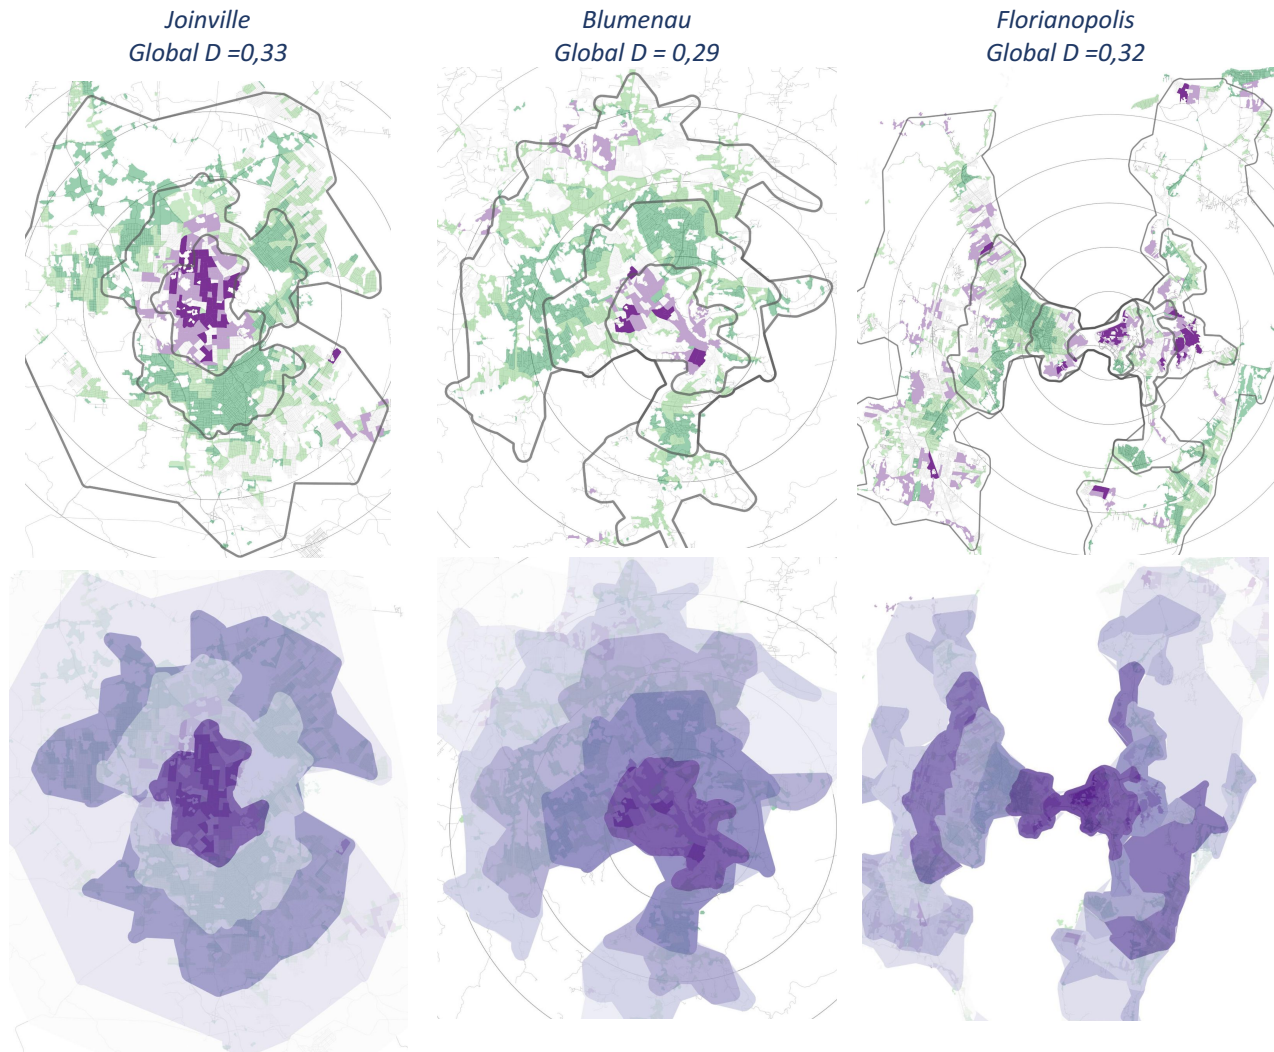 Joinville
Global D =0,33
Blumenau
Global D = 0,29
Florianopolis
Global D =0,32